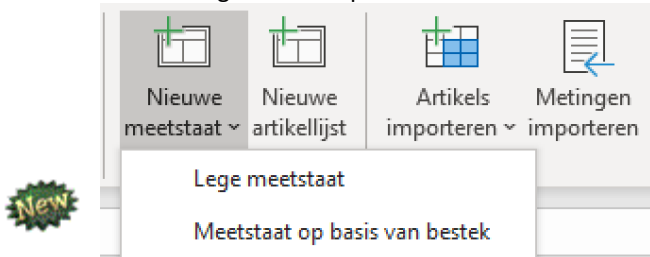 Nieuwe
meetstaat
Nieuwe
artikellijst
Artikels
importeren
Metingen
importeren
Lege meetstaat
New
Meetstaat op basis van bestek